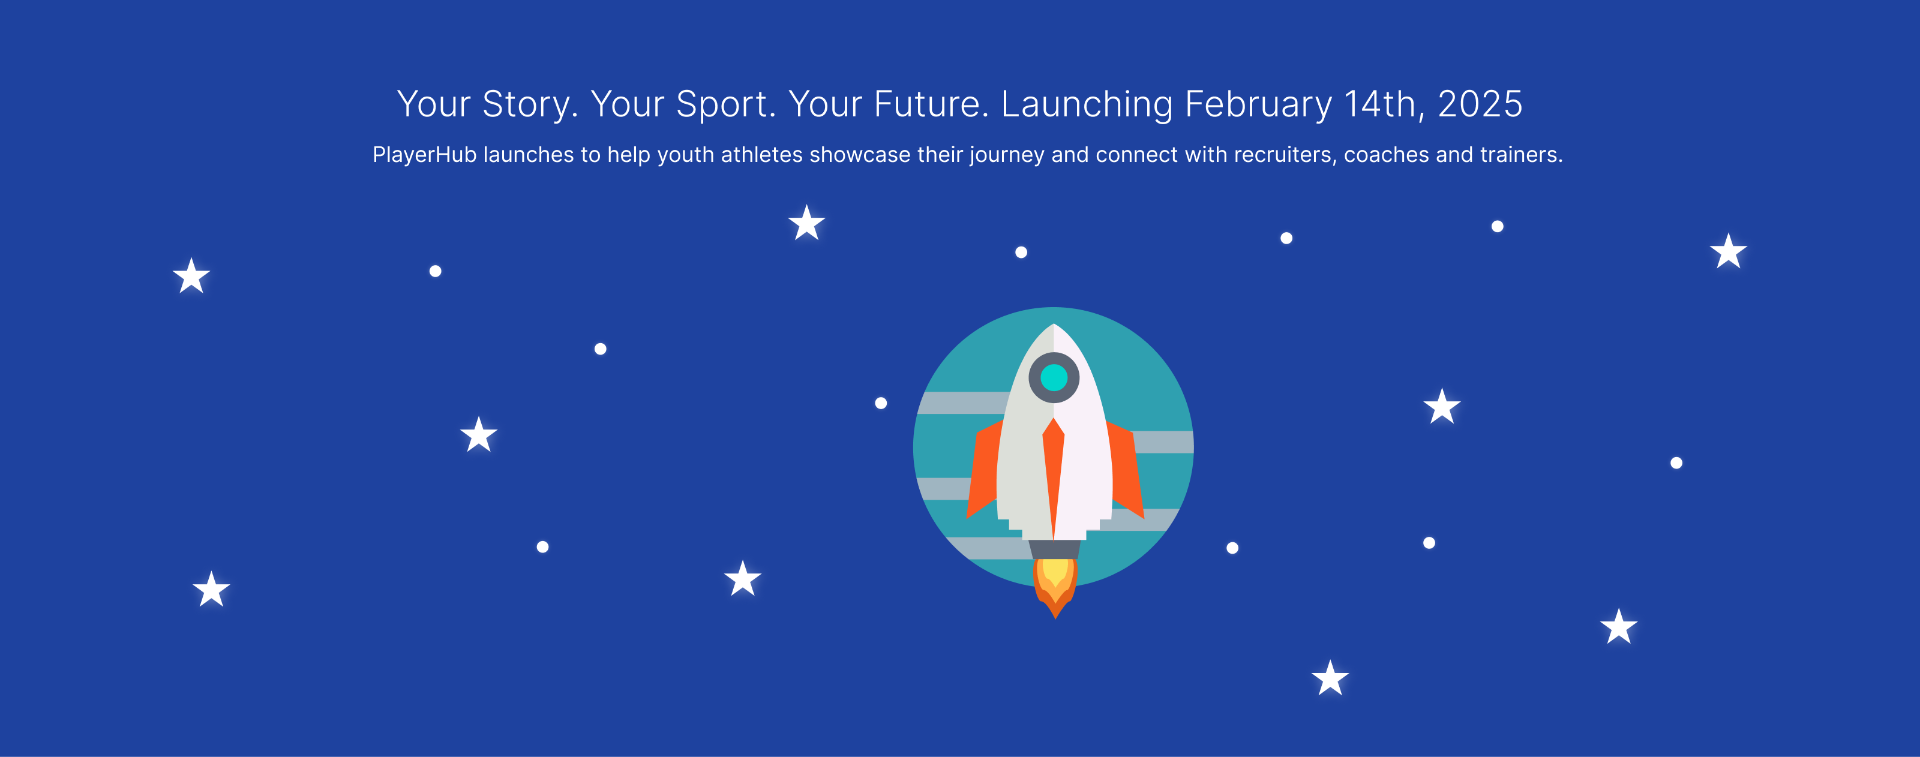 Your Story. Your Sport. Your Future. Launching February 14th, 2025
PlayerHub launches to help youth athletes showcase their journey and connect with recruiters, coaches and trainers.